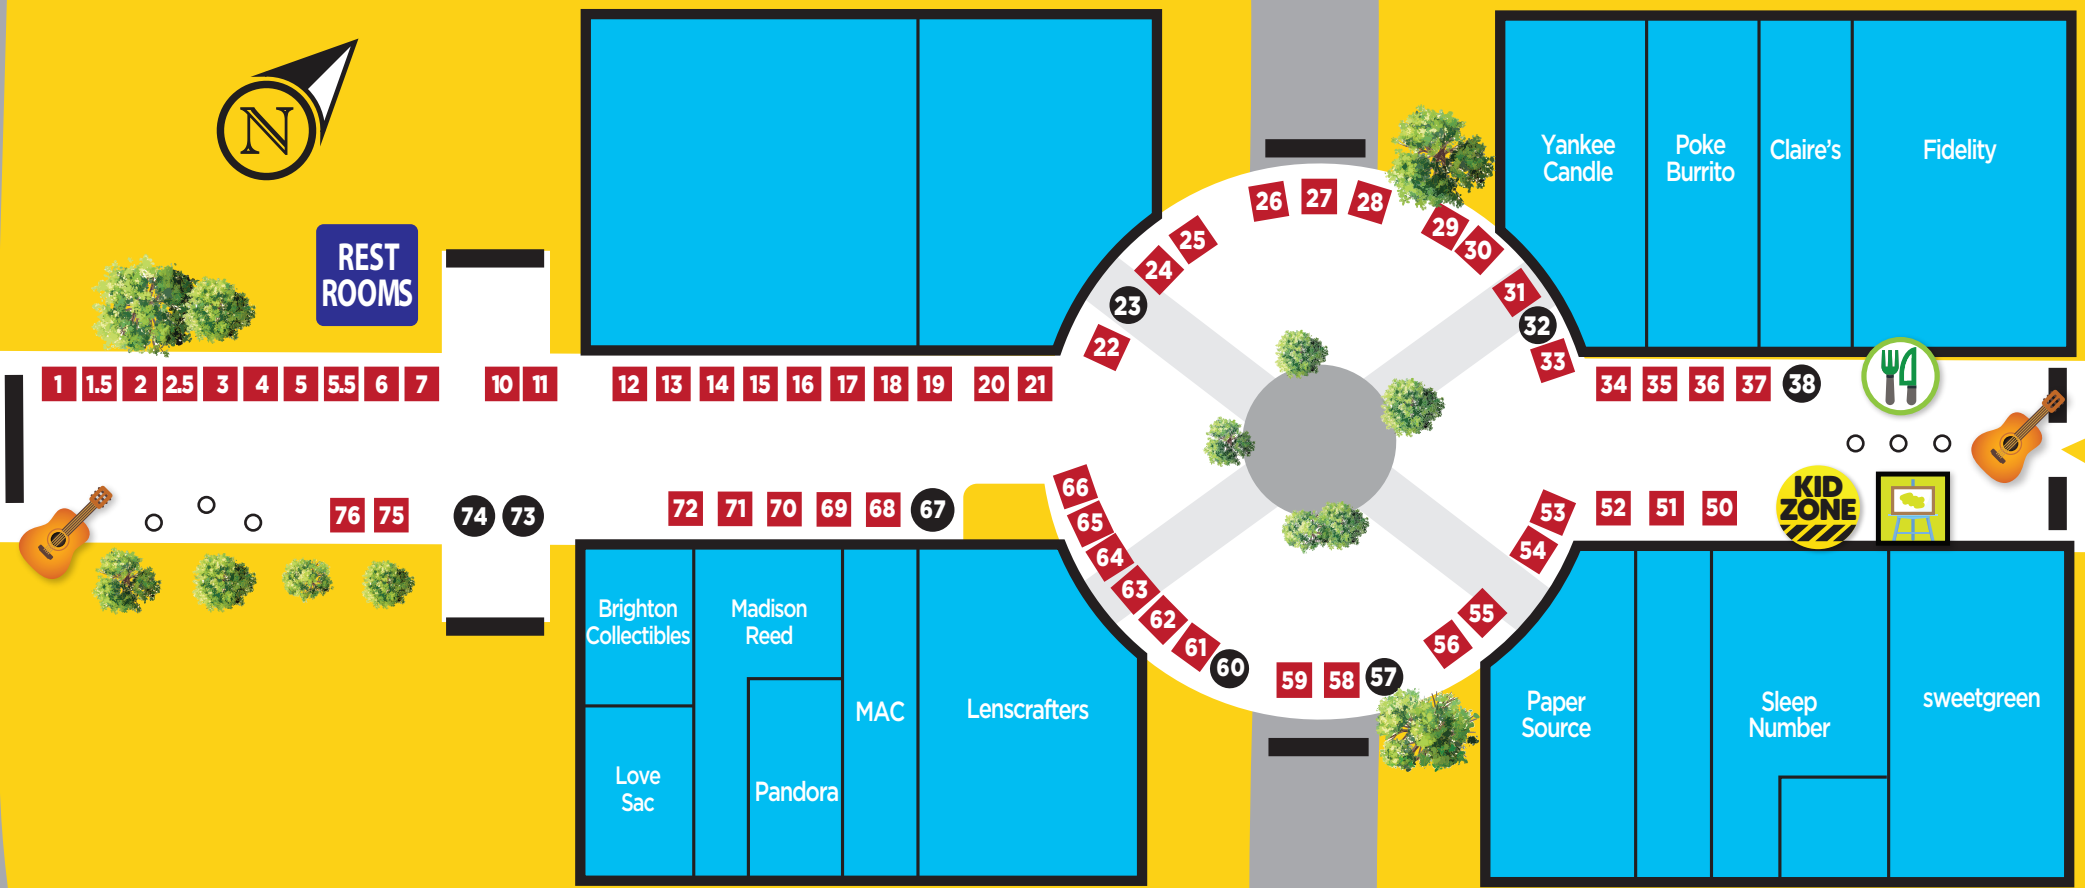 N
REST
ROOMS
Yankee
Candle
Poke
Burrito
Claire's
Fidelity
26 27 28
25
24
23
22
29
30
31
32
33
1 1.5 2 2.5 3 4 5 5.5 6 7 10 11 12 13 14 15 16 17 18 19 20 21
34 35 36 37 38
76 75 74 73 72 71 70 69 68 67
66
65
64
63
62
61
60
59 58 57
56
55
54
53
52 51 50
KID
ZONE
Brighton
Collectibles
Madison
Reed
Love
Sac
Pandora
MAC
Lenscrafters
Paper
Source
Sleep
Number
sweetgreen